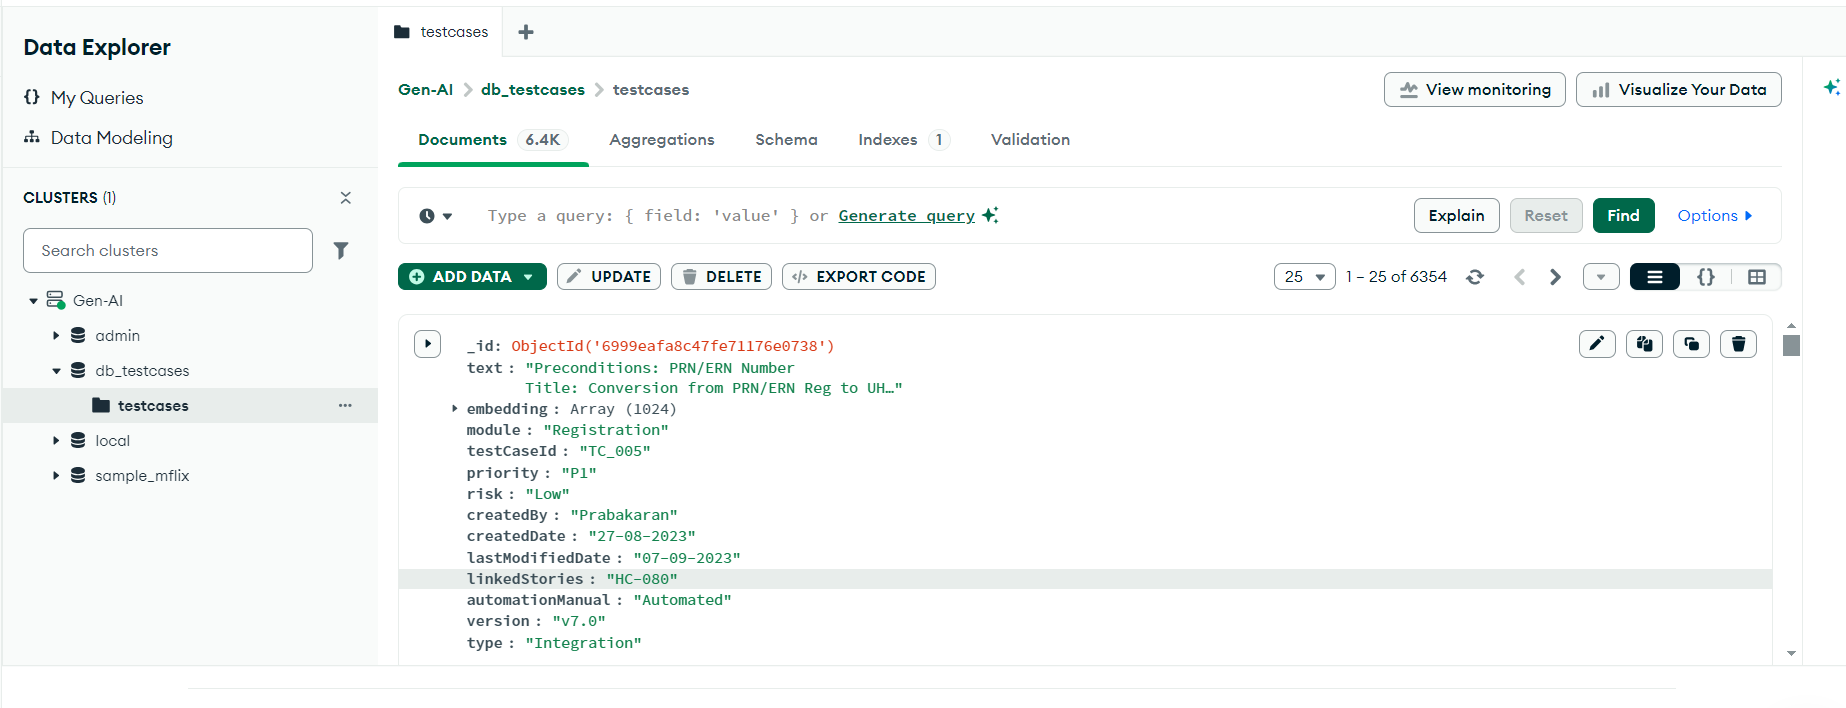 Data Explorer
{} My Queries
Data Modeling
CLUSTERS (1)
Search clusters
Gen-AI
admin
db_testcases
testcases
local
sample_mflix
testcases
Gen-AI > db_testcases > testcases
View monitoring
Visualize Your Data
Documents 6.4K Aggregations Schema Indexes 1 Validation
Type a query: { field: 'value' } or Generate query
Explain Reset Find Options
ADD DATA UPDATE DELETE EXPORT CODE
25 1 – 25 of 6354 {}
_id: ObjectId('6999eafa8c47fe71176e0738')
text : "Preconditions: PRN/ERN Number
Title: Conversion from PRN/ERN Reg to UH…"
embedding : Array (1024)
module : "Registration"
testCaseId : "TC_005"
priority : "P1"
risk : "Low"
createdBy : "Prabakaran"
createdDate : "27-08-2023"
lastModifiedDate : "07-09-2023"
linkedStories : "HC-080"
automationManual : "Automated"
version : "v7.0"
type : "Integration"